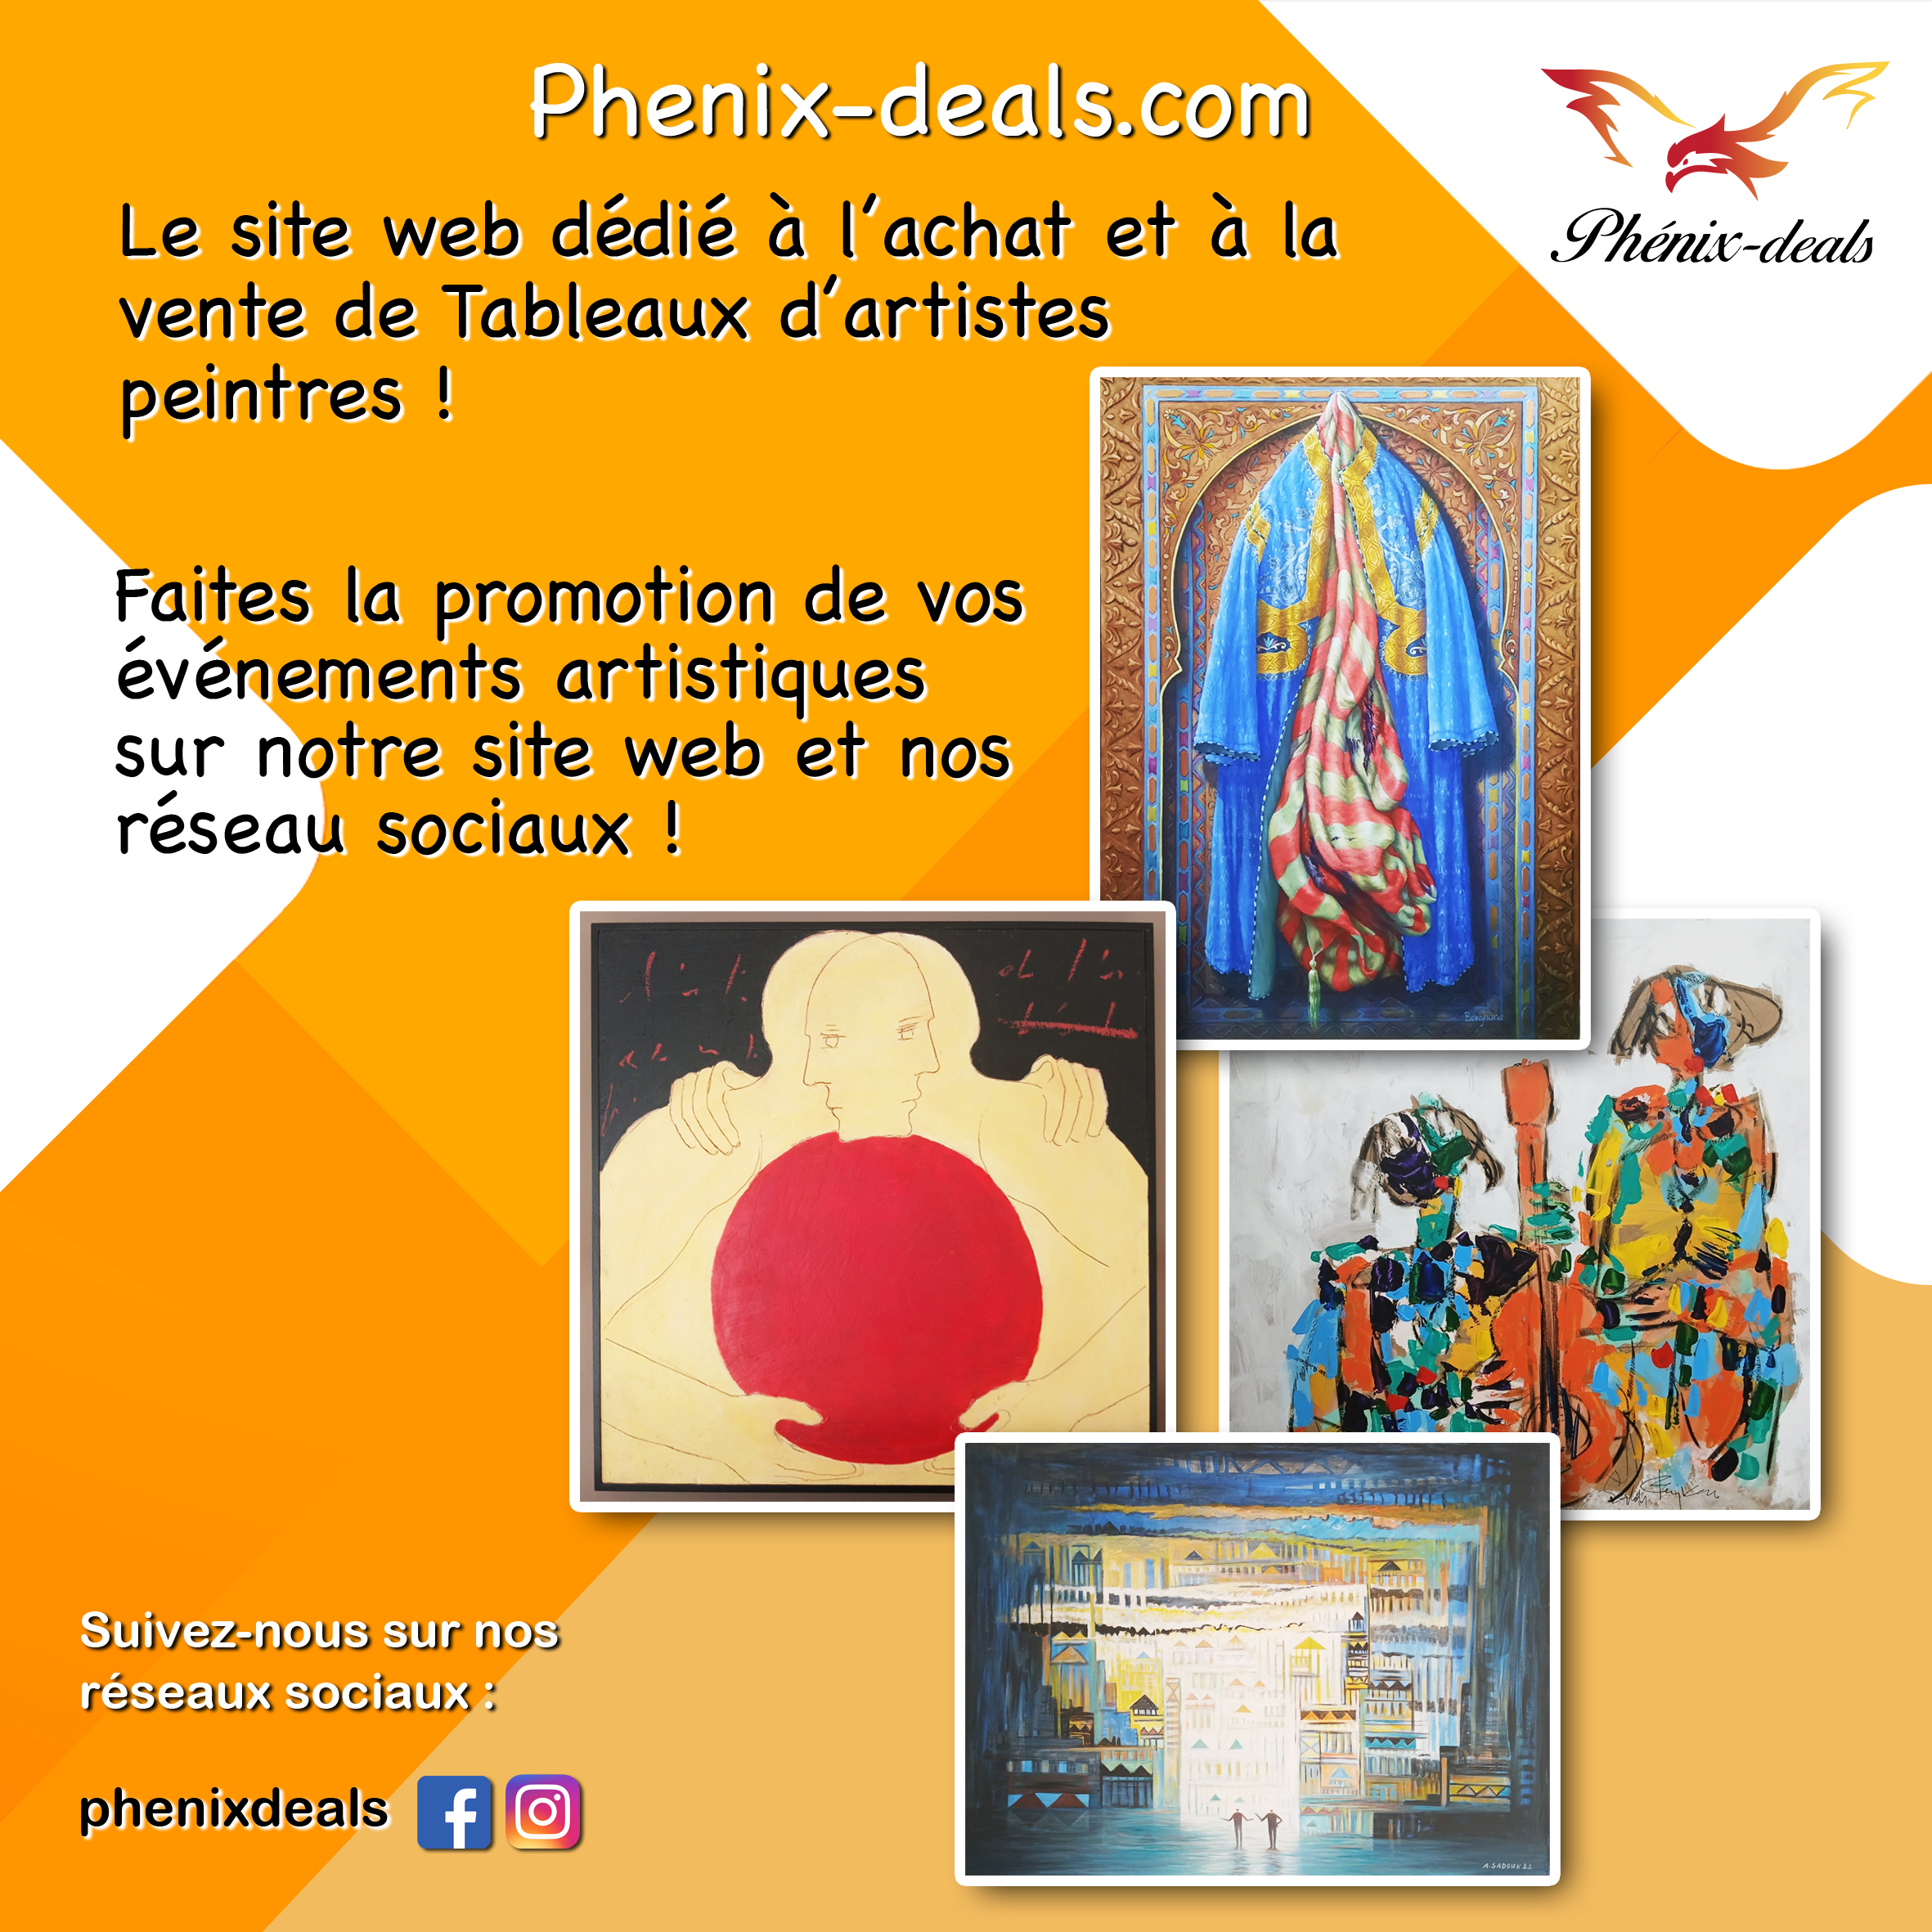 Phenix-deals.com
Phénix-deals
Le site web dédié à l'achat et à la
vente de Tableaux d'artistes
peintres !
Faites la promotion de vos
événements artistiques
sur notre site web et nos
réseau sociaux !
A.SADOUK
Suivez-nous sur nos
réseaux sociaux :
phenixdeals